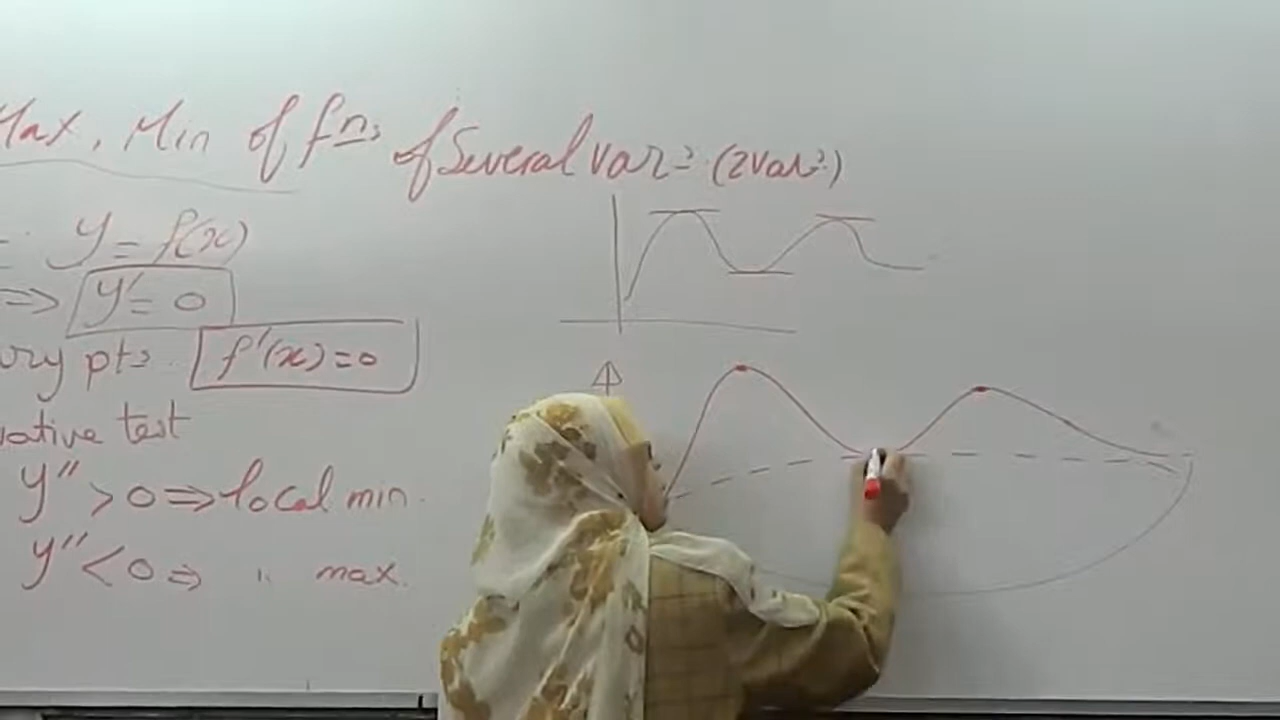 Max, Min of fns of Several var? (2var?)
y = f(x)
=> y' = 0
pts f'(x)=0
test
y" > 0 => local min.
y" < 0 => " max.